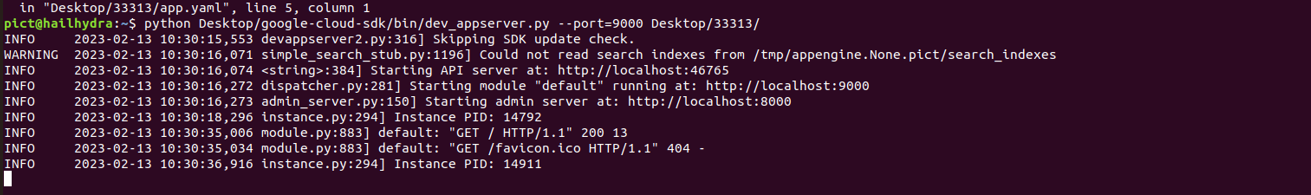 in "Desktop/33313/app.yaml", line 5, column 1
pict@hailhydra:~$ python Desktop/google-cloud-sdk/bin/dev_appserver.py --port=9000 Desktop/33313/
INFO     2023-02-13 10:30:15,553 devappserver2.py:316] Skipping SDK update check.
WARNING  2023-02-13 10:30:16,071 simple_search_stub.py:1196] Could not read search indexes from /tmp/appengine.None.pict/search_indexes
INFO     2023-02-13 10:30:16,074 <string>:384] Starting API server at: http://localhost:46765
INFO     2023-02-13 10:30:16,272 dispatcher.py:281] Starting module "default" running at: http://localhost:9000
INFO     2023-02-13 10:30:16,273 admin_server.py:150] Starting admin server at: http://localhost:8000
INFO     2023-02-13 10:30:18,296 instance.py:294] Instance PID: 14792
INFO     2023-02-13 10:30:35,006 module.py:883] default: "GET / HTTP/1.1" 200 13
INFO     2023-02-13 10:30:35,034 module.py:883] default: "GET /favicon.ico HTTP/1.1" 404 -
INFO     2023-02-13 10:30:36,916 instance.py:294] Instance PID: 14911